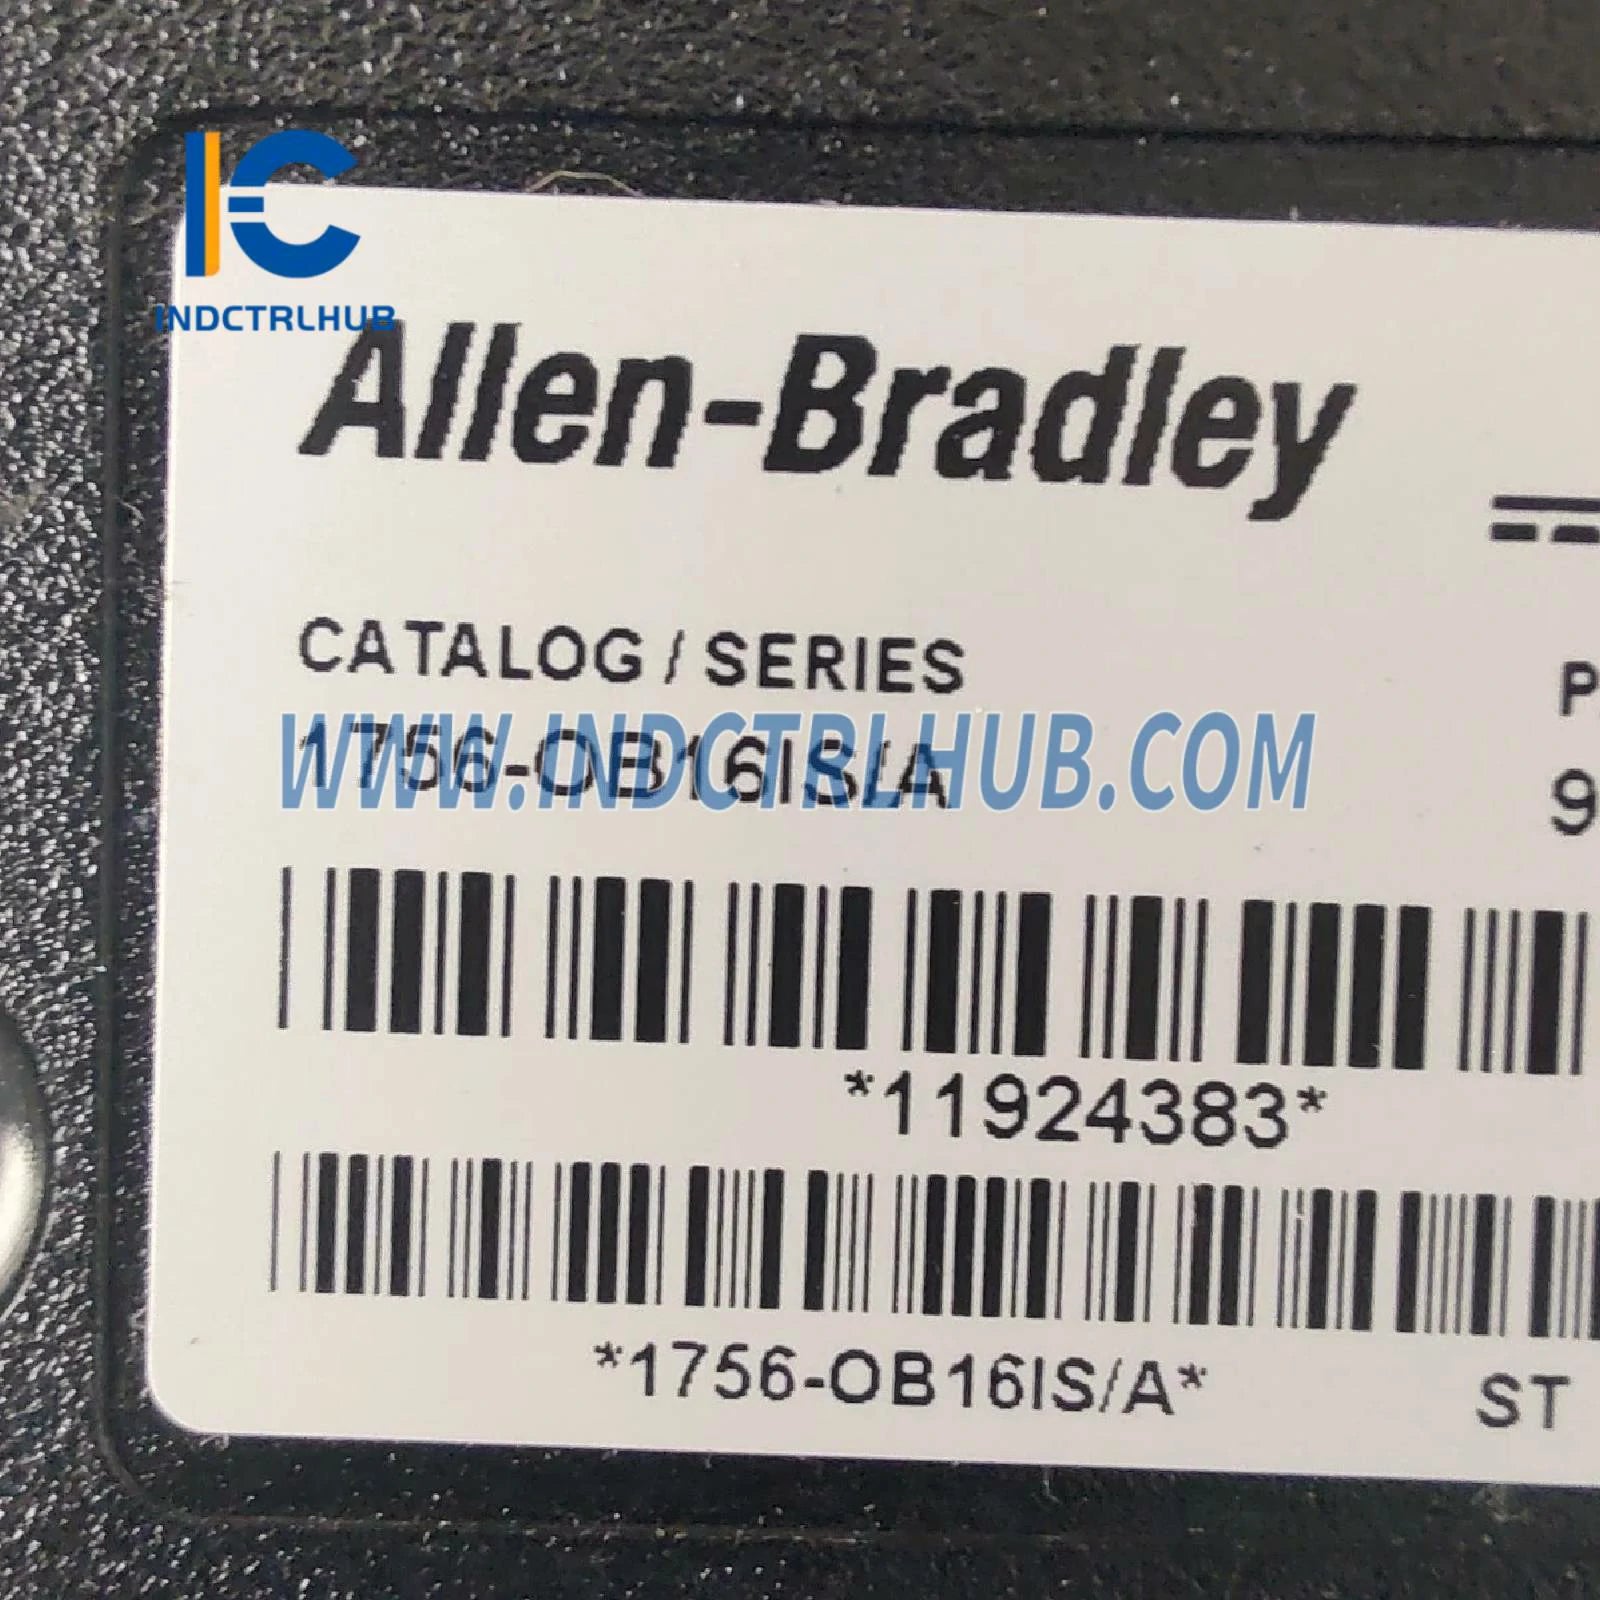 INDCTRLHUB
Allen-Bradley
CATALOG / SERIES
1756-OB16IS/A
WWW.INDCTRLHUB.COM
P
9
*11924383*
*1756-OB16IS/A*
ST